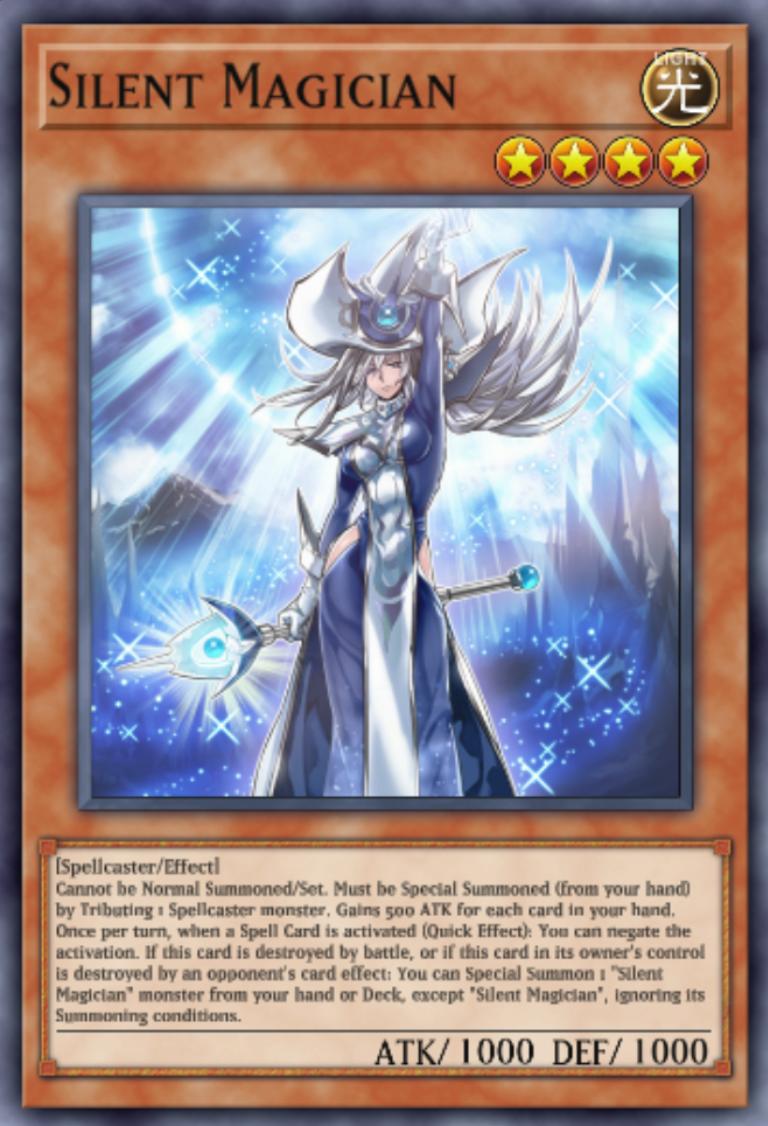 SILENT MAGICIAN
LIGHT
光
[Spellcaster/Effect]
Cannot be Normal Summoned/Set. Must be Special Summoned (from your hand)
by Tributing 1 Spellcaster monster. Gains 500 ATK for each card in your hand.
Once per turn, when a Spell Card is activated (Quick Effect): You can negate the
activation. If this card is destroyed by battle, or if this card in its owner's control
is destroyed by an opponent's card effect: You can Special Summon 1 "Silent
Magician" monster from your hand or Deck, except "Silent Magician", ignoring its
Summoning conditions.
ATK/ 1000 DEF/ 1000